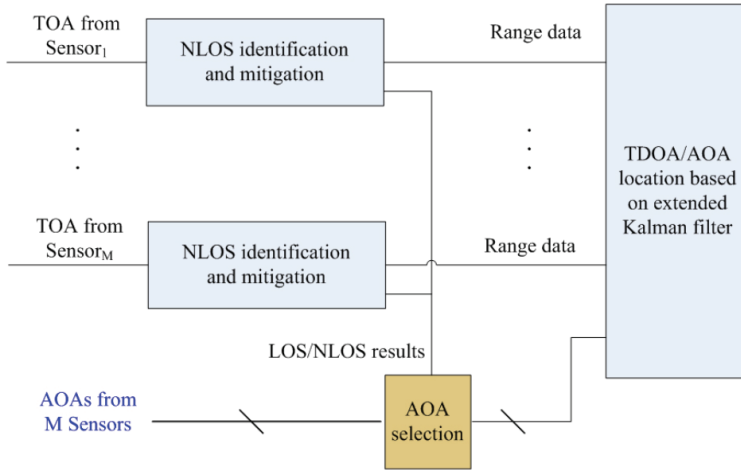 TOA from
Sensor1
NLOS identification
and mitigation
Range data
TDOA/AOA
location based
on extended
Kalman filter
TOA from
SensorM
NLOS identification
and mitigation
Range data
LOS/NLOS results
AOAs from
M Sensors
AOA
selection